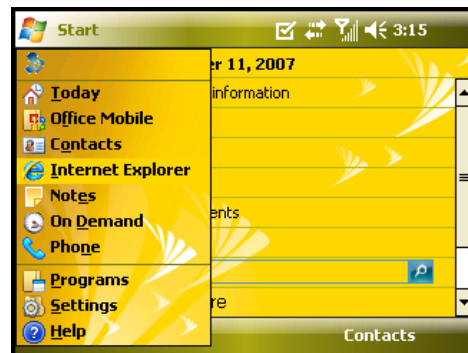 Start 3:15
r 11, 2007
Today
information
Office Mobile
Contacts
Internet Explorer
Notes
On Demand
ents
Phone
Programs
Settings
re
Help
Contacts